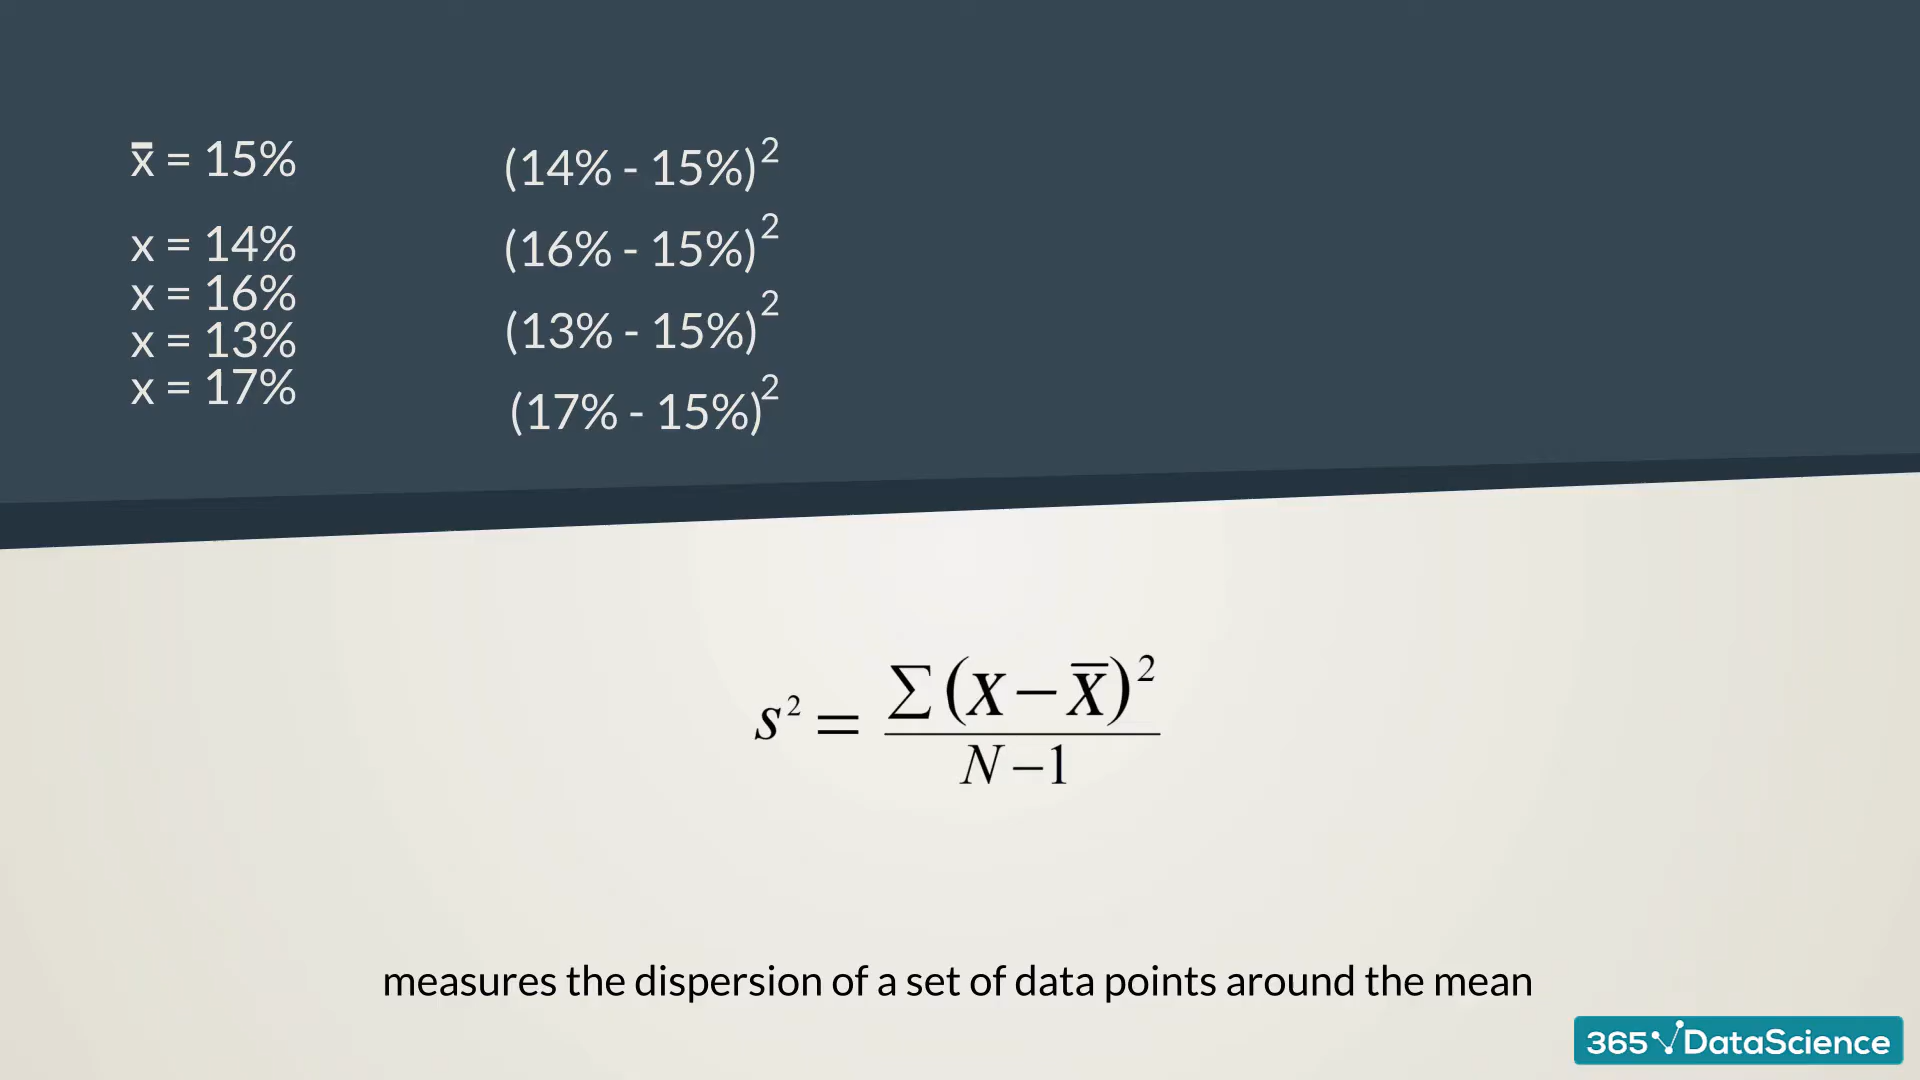 x̄ = 15%
x = 14%
x = 16%
x = 13%
x = 17%
(14% - 15%)²
(16% - 15%)²
(13% - 15%)²
(17% - 15%)²
s² = ∑(X − X̄)² / N − 1
measures the dispersion of a set of data points around the mean
365 DataScience